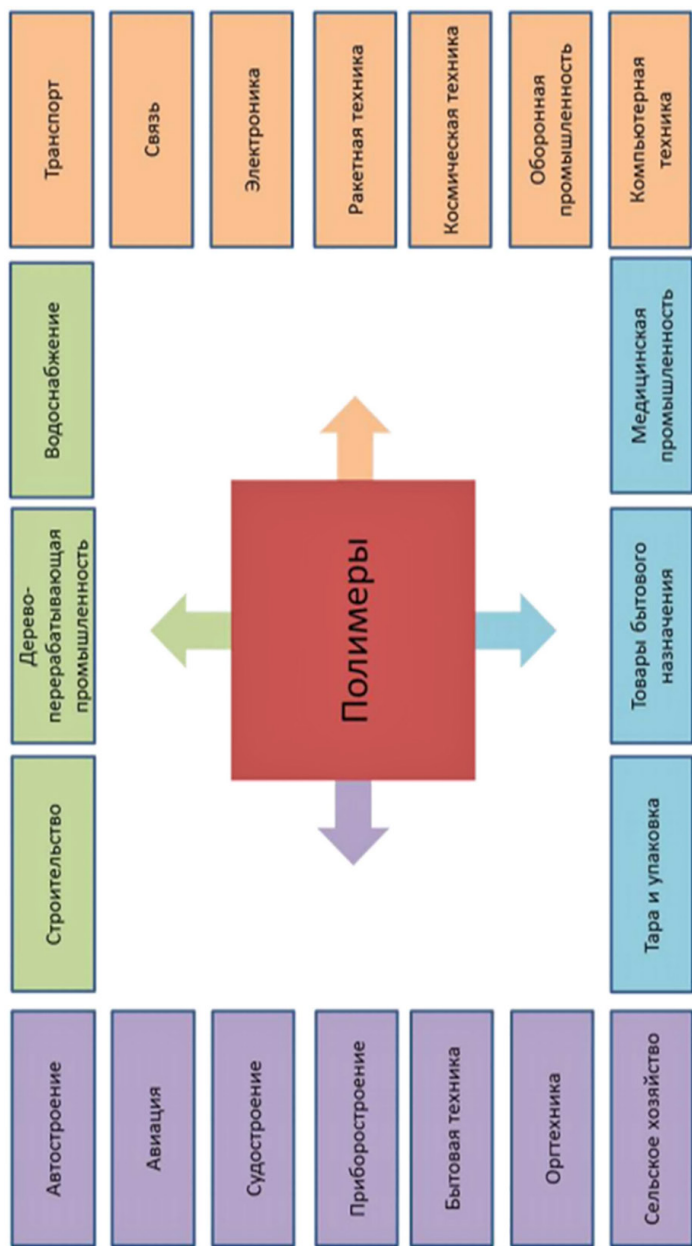 Автостроение
Строительство
Дерево-
перерабатывающая
промышленность
Водоснабжение
Транспорт
Авиация
Связь
Судостроение
Электроника
Приборостроение
Полимеры
Ракетная техника
Бытовая техника
Космическая техника
Оргтехника
Оборонная
промышленность
Сельское хозяйство
Тара и упаковка
Товары бытового
назначения
Медицинская
промышленность
Компьютерная
техника